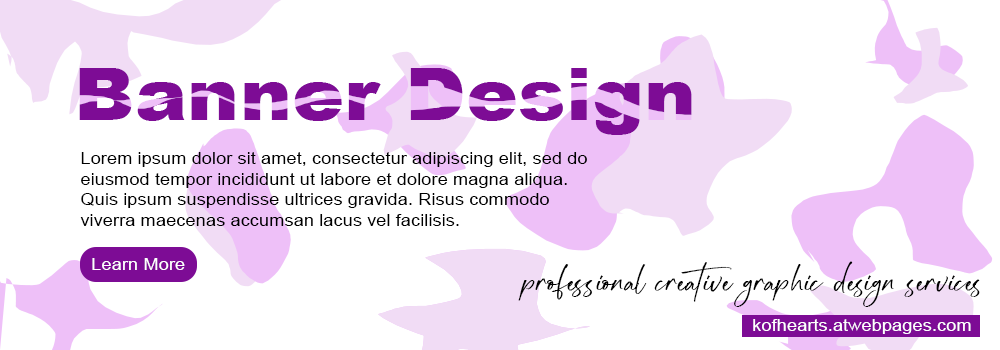 Banner Design
Lorem ipsum dolor sit amet, consectetur adipiscing elit, sed do
eiusmod tempor incididunt ut labore et dolore magna aliqua.
Quis ipsum suspendisse ultrices gravida. Risus commodo
viverra maecenas accumsan lacus vel facilisis.
Learn More
professional creative graphic design services
kofhearts.atwebpages.com